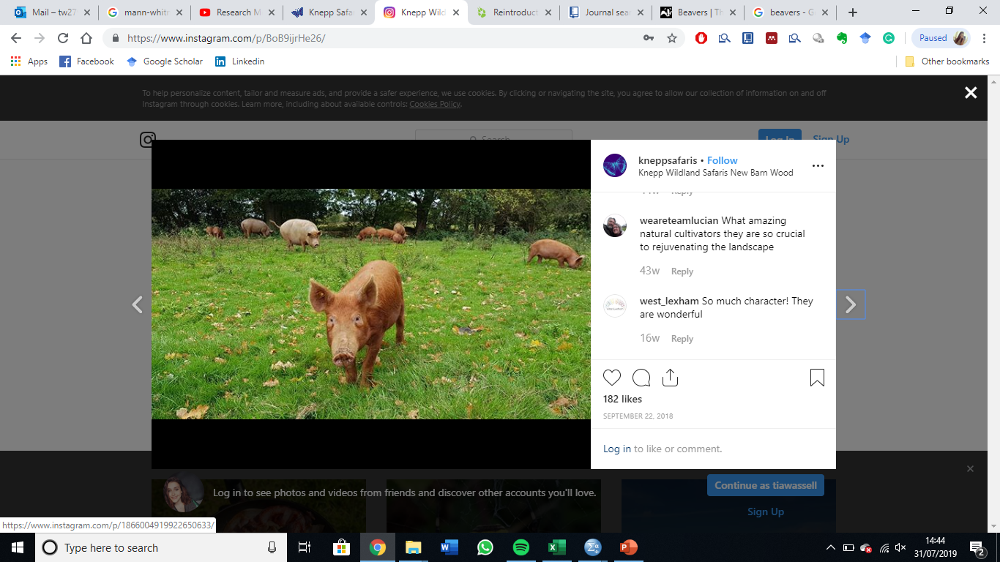 Mail – tw27
mann-whitn
Research M
Knepp Safa
Knepp Wild
Reintroduct
Journal sear
Beavers | Th
beavers - G
https://www.instagram.com/p/BoB9ijrHe26/
Paused
Apps
Facebook
Google Scholar
Linkedin
Other bookmarks
To help personalize content, tailor and measure ads, and provide a safer experience, we use cookies. By clicking or navigating the site, you agree to allow our collection of information on and off
Instagram through cookies. Learn more, including about available controls: Cookies Policy.
Search
Log In
Sign Up
kneppsafaris • Follow
Knepp Wildland Safaris New Barn Wood
Reply
weareteamlucian What amazing
natural cultivators they are so crucial
to rejuvenating the landscape
43w Reply
west_lexham So much character! They
are wonderful
16w Reply
182 likes
SEPTEMBER 22, 2018
Log in to like or comment.
Log in to see photos and videos from friends and discover other accounts you'll love.
Continue as tiawassell
Sign Up
https://www.instagram.com/p/1866004919922650633/
Type here to search
14:44
31/07/2019
2